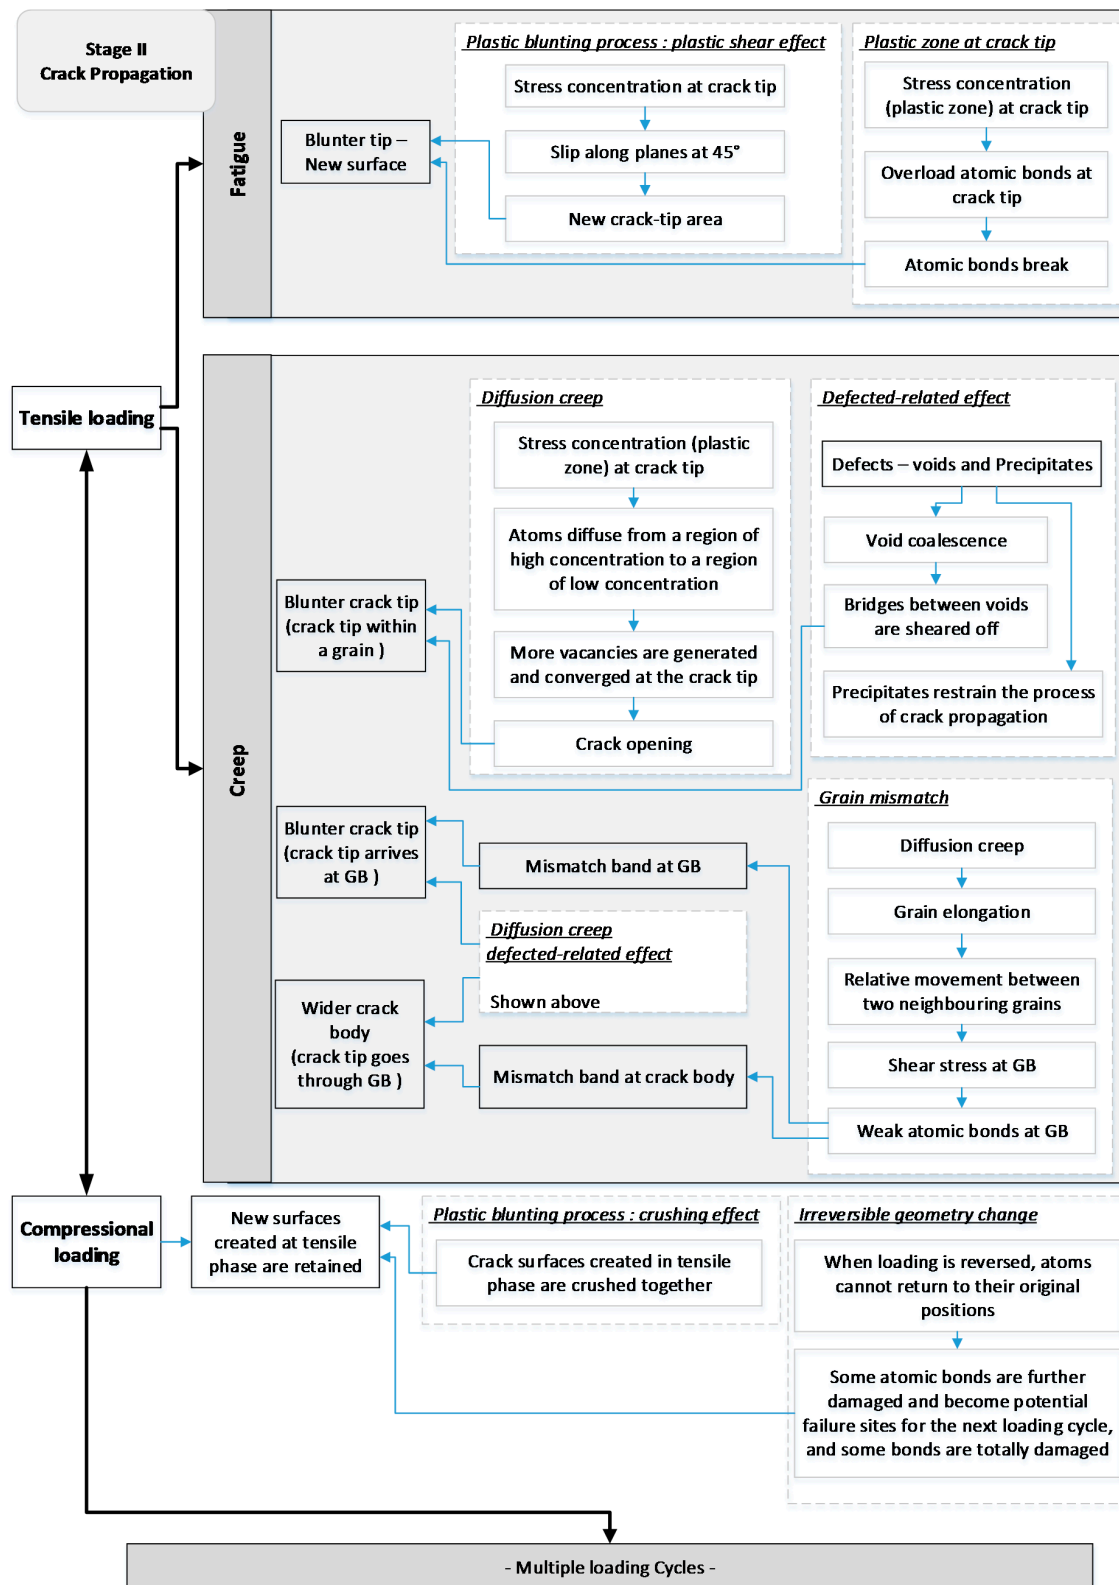 Stage II
Crack Propagation
Fatigue
Plastic blunting process : plastic shear effect
Stress concentration at crack tip
Slip along planes at 45°
New crack-tip area
Blunter tip –
New surface
Plastic zone at crack tip
Stress concentration
(plastic zone) at crack tip
Overload atomic bonds at
crack tip
Atomic bonds break
Tensile loading
Creep
Diffusion creep
Stress concentration (plastic
zone) at crack tip
Atoms diffuse from a region of
high concentration to a region
of low concentration
More vacancies are generated
and converged at the crack tip
Crack opening
Defected-related effect
Defects – voids and Precipitates
Void coalescence
Bridges between voids
are sheared off
Precipitates restrain the process
of crack propagation
Blunter crack tip
(crack tip within
a grain )
Grain mismatch
Diffusion creep
Grain elongation
Relative movement between
two neighbouring grains
Shear stress at GB
Weak atomic bonds at GB
Blunter crack tip
(crack tip arrives
at GB )
Mismatch band at GB
Diffusion creep
defected-related effect
Shown above
Wider crack
body
(crack tip goes
through GB )
Mismatch band at crack body
Compressional
loading
New surfaces
created at tensile
phase are retained
Plastic blunting process : crushing effect
Crack surfaces created in tensile
phase are crushed together
Irreversible geometry change
When loading is reversed, atoms
cannot return to their original
positions
Some atomic bonds are further
damaged and become potential
failure sites for the next loading cycle,
and some bonds are totally damaged
- Multiple loading Cycles -